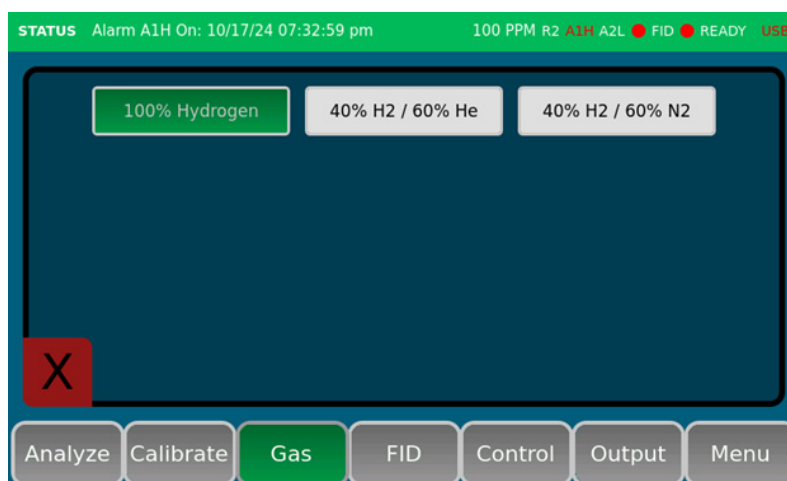 STATUS Alarm A1H On: 10/17/24 07:32:59 pm 100 PPM R2 A1H A2L FID READY USB
100% Hydrogen 40% H2 / 60% He 40% H2 / 60% N2
X
Analyze Calibrate Gas FID Control Output Menu